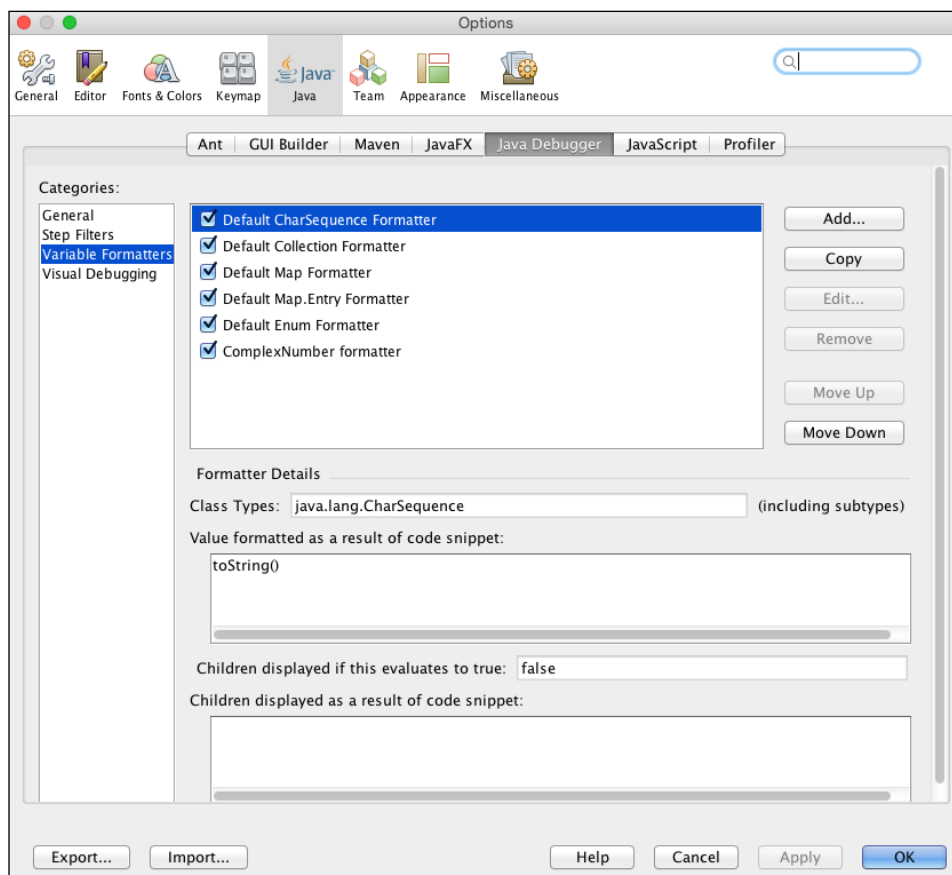 Options
General Editor Fonts & Colors Keymap Java Java Team Appearance Miscellaneous
Ant GUI Builder Maven JavaFX Java Debugger JavaScript Profiler
Categories:
General
Step Filters
Variable Formatters
Visual Debugging
Default CharSequence Formatter
Default Collection Formatter
Default Map Formatter
Default Map.Entry Formatter
Default Enum Formatter
ComplexNumber formatter
Add...
Copy
Edit...
Remove
Move Up
Move Down
Formatter Details
Class Types: java.lang.CharSequence (including subtypes)
Value formatted as a result of code snippet:
toString()
Children displayed if this evaluates to true: false
Children displayed as a result of code snippet:
Export... Import... Help Cancel Apply OK